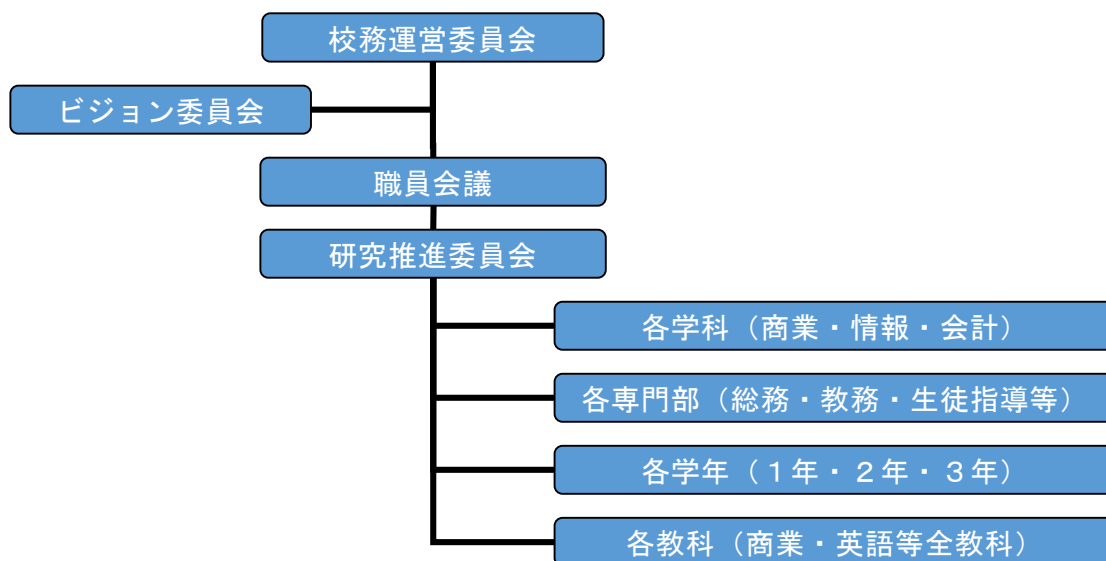 校務運営委員会
ビジョン委員会
職員会議
研究推進委員会
各学科（商業・情報・会計）
各専門部（総務・教務・生徒指導等）
各学年（１年・２年・３年）
各教科（商業・英語等全教科）